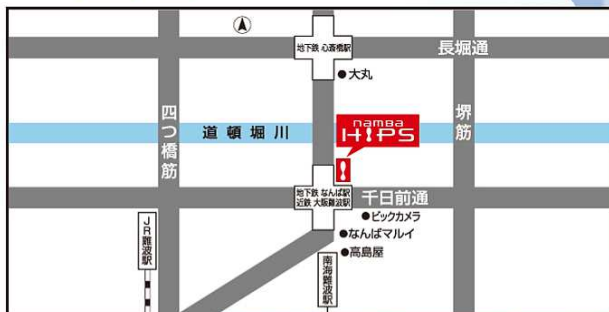 地下鉄 心斎橋駅
長堀通
●大丸
四つ橋筋
道頓堀川
namba
HIPS
堺筋
地下鉄 なんば駅
近鉄 大阪難波駅
千日前通
●ビックカメラ
●なんばマルイ
●高島屋
JR難波駅
南海難波駅